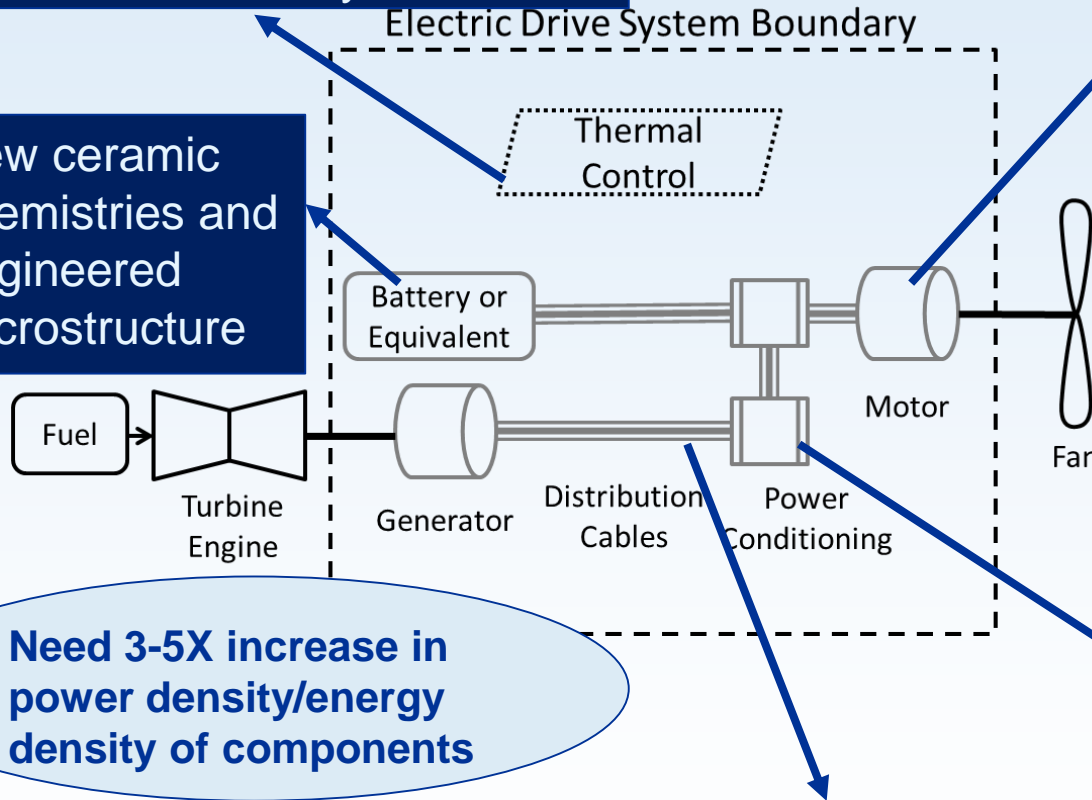 Electric Drive System Boundary
Thermal
Control
ew ceramic
emistries and
gineered
crostructure
Battery or
Equivalent
Motor
Fuel
Fan
Turbine
Engine
Generator
Distribution
Cables
Power
Conditioning
Need 3-5X increase in
power density/energy
density of components